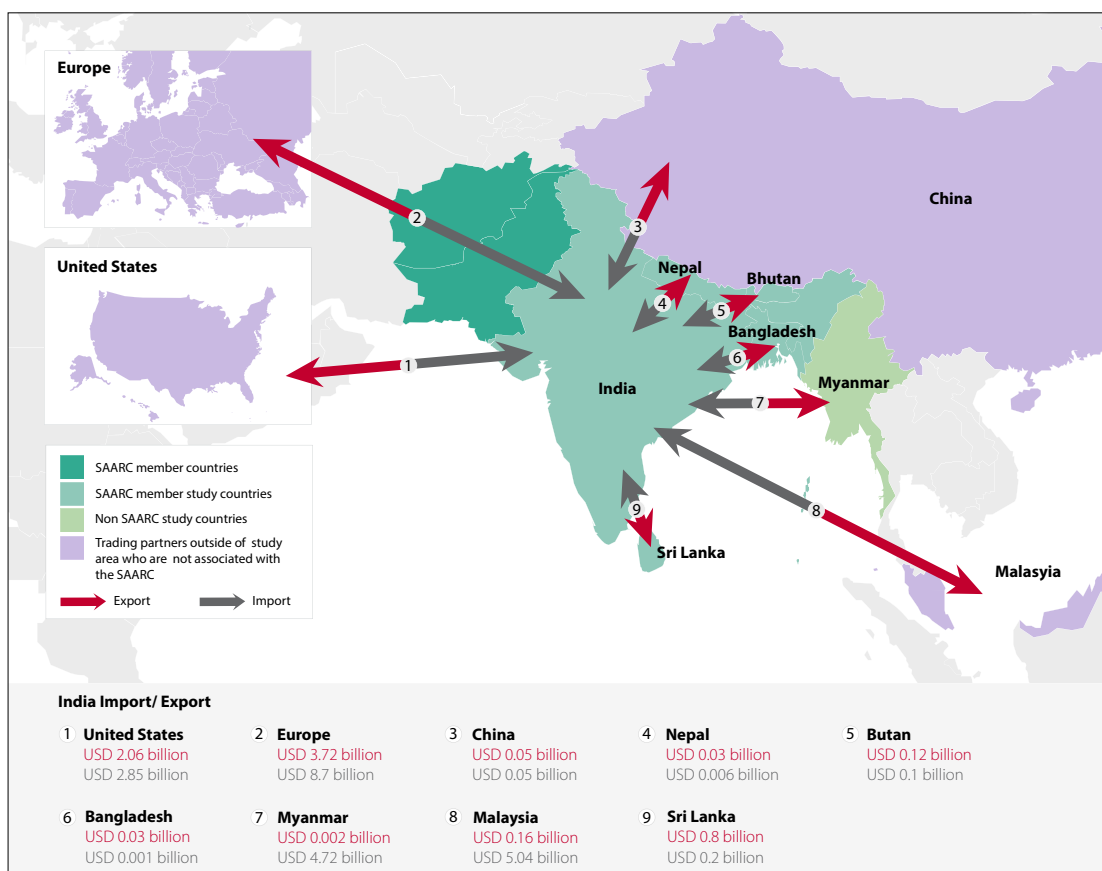 Europe
United States
China
Nepal
Bhutan
Bangladesh
India
Myanmar
Sri Lanka
Malasyia
1
2
3
4
5
6
7
8
9
SAARC member countries
SAARC member study countries
Non SAARC study countries
Trading partners outside of study
area who are not associated with
the SAARC
Export
Import
India Import/ Export
1 United States
USD 2.06 billion
USD 2.85 billion
2 Europe
USD 3.72 billion
USD 8.7 billion
3 China
USD 0.05 billion
USD 0.05 billion
4 Nepal
USD 0.03 billion
USD 0.006 billion
5 Butan
USD 0.12 billion
USD 0.1 billion
6 Bangladesh
USD 0.03 billion
USD 0.001 billion
7 Myanmar
USD 0.002 billion
USD 4.72 billion
8 Malaysia
USD 0.16 billion
USD 5.04 billion
9 Sri Lanka
USD 0.8 billion
USD 0.2 billion